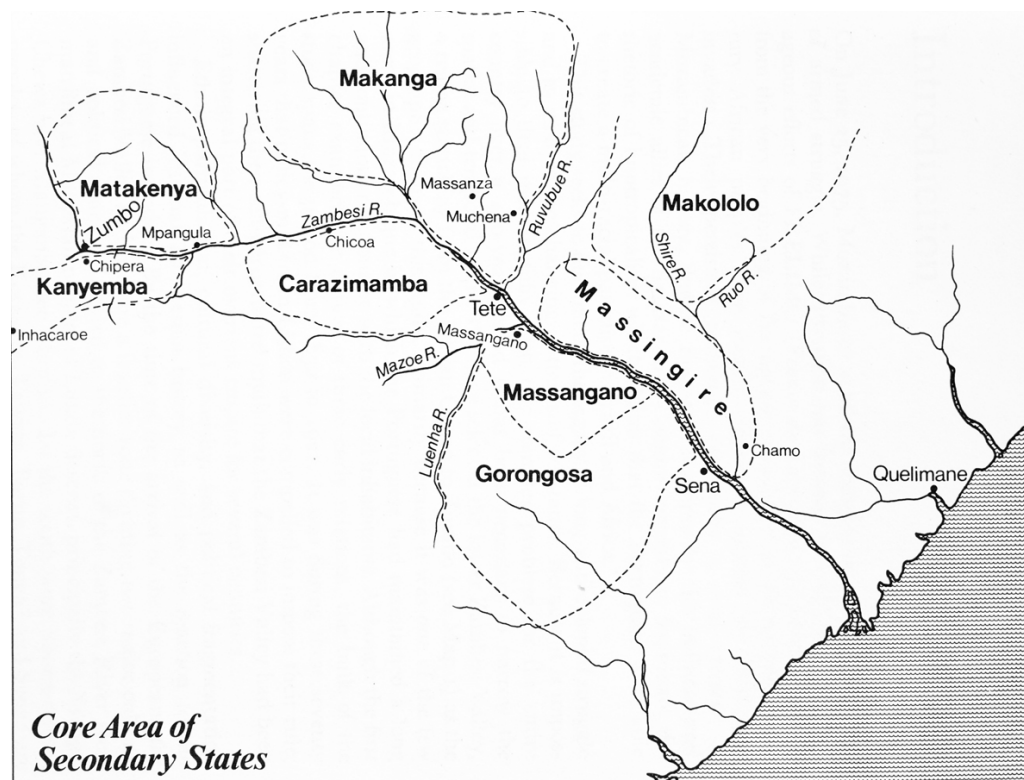 Makanga
Massanza
Muchena
Ruvubue R.
Matakenya
Zumbo
Mpangula
Zambesi R.
Chicoa
Makololo
Shire R.
Ruo R.
Chipera
Kanyemba
Carazimamba
Inhacaroe
Tete
Massangano
Massingire
Mazoe R.
Massangano
Luenha R.
Gorongosa
Chamo
Sena
Quelimane
Core Area of
Secondary States